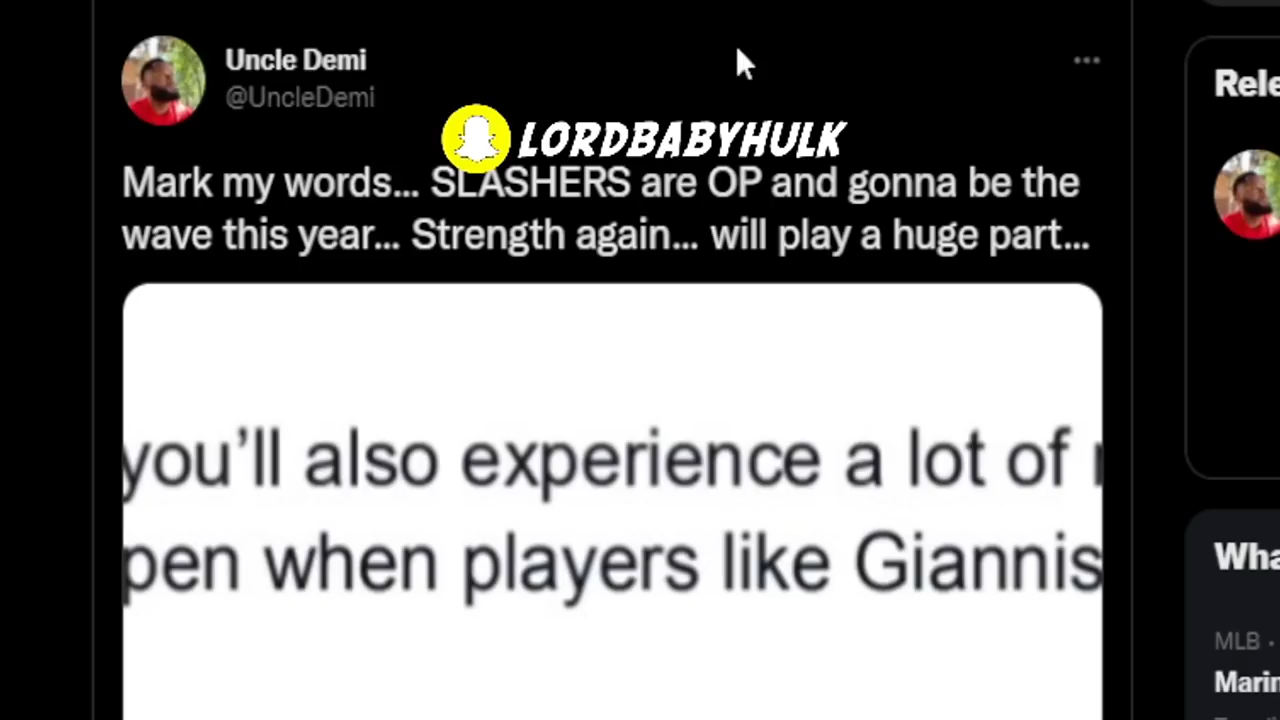 Uncle Demi
@UncleDemi
LORDBABYHULK
Mark my words... SLASHERS are OP and gonna be the
wave this year... Strength again... will play a huge part...
you’ll also experience a lot of
pen when players like Giannis
Rele
Wha
MLB ·
Marin